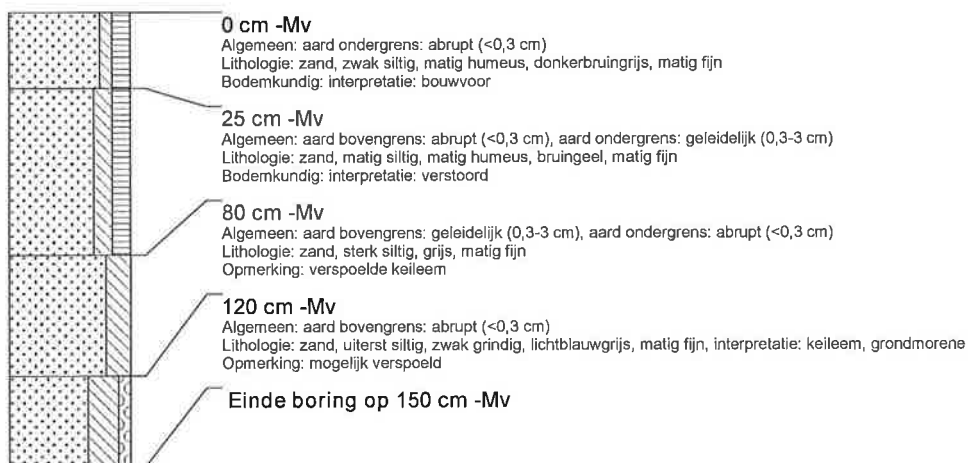 0 cm -Mv
Algemeen: aard ondergrens: abrupt (<0,3 cm)
Lithologie: zand, zwak siltig, matig humeus, donkerbruingrijs, matig fijn
Bodemkundig: interpretatie: bouwvoor
25 cm -Mv
Algemeen: aard bovengrens: abrupt (<0,3 cm), aard ondergrens: geleidelijk (0,3-3 cm)
Lithologie: zand, matig siltig, matig humeus, bruingeel, matig fijn
Bodemkundig: interpretatie: verstoord
80 cm -Mv
Algemeen: aard bovengrens: geleidelijk (0,3-3 cm), aard ondergrens: abrupt (<0,3 cm)
Lithologie: zand, sterk siltig, grijs, matig fijn
Opmerking: verspoelde keileem
120 cm -Mv
Algemeen: aard bovengrens: abrupt (<0,3 cm)
Lithologie: zand, uiterst siltig, zwak grindig, lichtblauwgrijs, matig fijn, interpretatie: keileem, grondmorene
Opmerking: mogelijk verspoeld
Einde boring op 150 cm -Mv